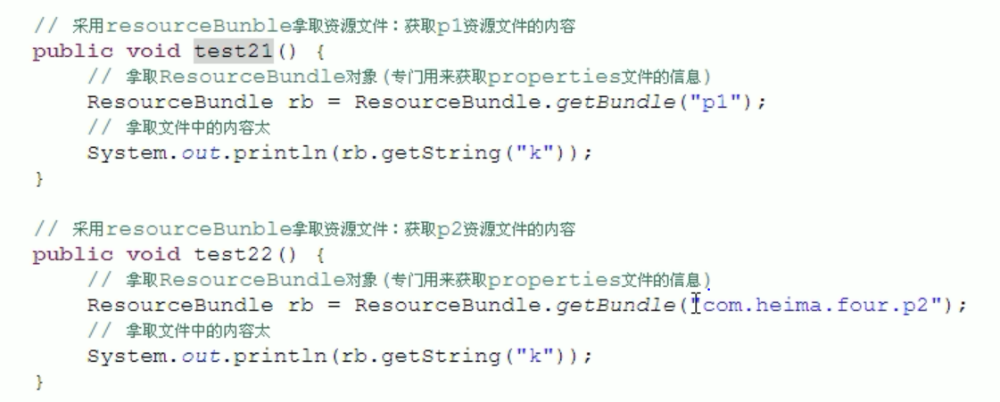 // 采用resourceBunble拿取资源文件：获取p1资源文件的内容
public void test21() {
// 拿取ResourceBundle对象(专门用来获取properties文件的信息)
ResourceBundle rb = ResourceBundle.getBundle("p1");
// 拿取文件中的内容太
System.out.println(rb.getString("k"));
}
// 采用resourceBunble拿取资源文件：获取p2资源文件的内容
public void test22() {
// 拿取ResourceBundle对象(专门用来获取properties文件的信息)
ResourceBundle rb = ResourceBundle.getBundle("com.heima.four.p2");
// 拿取文件中的内容太
System.out.println(rb.getString("k"));
}